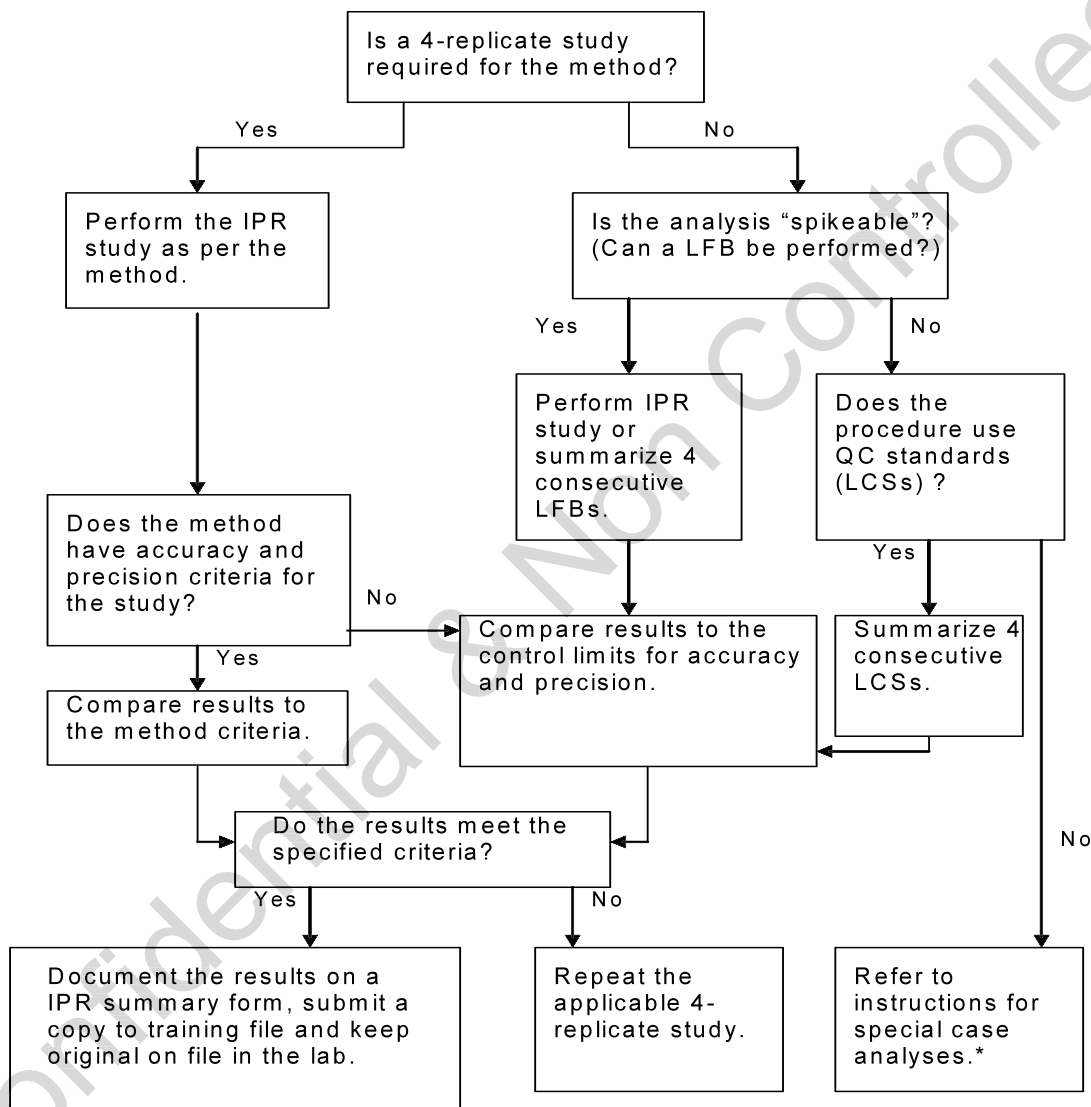 Is a 4-replicate study
required for the method?
Yes
No
Perform the IPR
study as per the
method.
Is the analysis “spikeable”?
(Can a LFB be performed?)
Yes
No
Perform IPR
study or
summarize 4
consecutive
LFBs.
Does the
procedure use
QC standards
(LCSs) ?
Does the method
have accuracy and
precision criteria for
the study?
No
Yes
Yes
Compare results to the
control limits for accuracy
and precision.
Summarize 4
consecutive
LCSs.
Compare results to
the method criteria.
Do the results meet the
specified criteria?
No
Yes
No
Document the results on a
IPR summary form, submit a
copy to training file and keep
original on file in the lab.
Repeat the
applicable 4-
replicate study.
Refer to
instructions for
special case
analyses.*
onfidential & Non Controlled